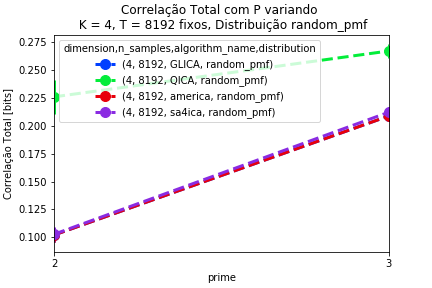 Correlação Total com P variando
K = 4, T = 8192 fixos, Distribuição random_pmf
dimension,n_samples,algorithm_name,distribution
(4, 8192, GLICA, random_pmf)
(4, 8192, QICA, random_pmf)
(4, 8192, america, random_pmf)
(4, 8192, sa4ica, random_pmf)
Correlação Total [bits]
0.275
0.250
0.225
0.200
0.175
0.150
0.125
0.100
2
3
prime